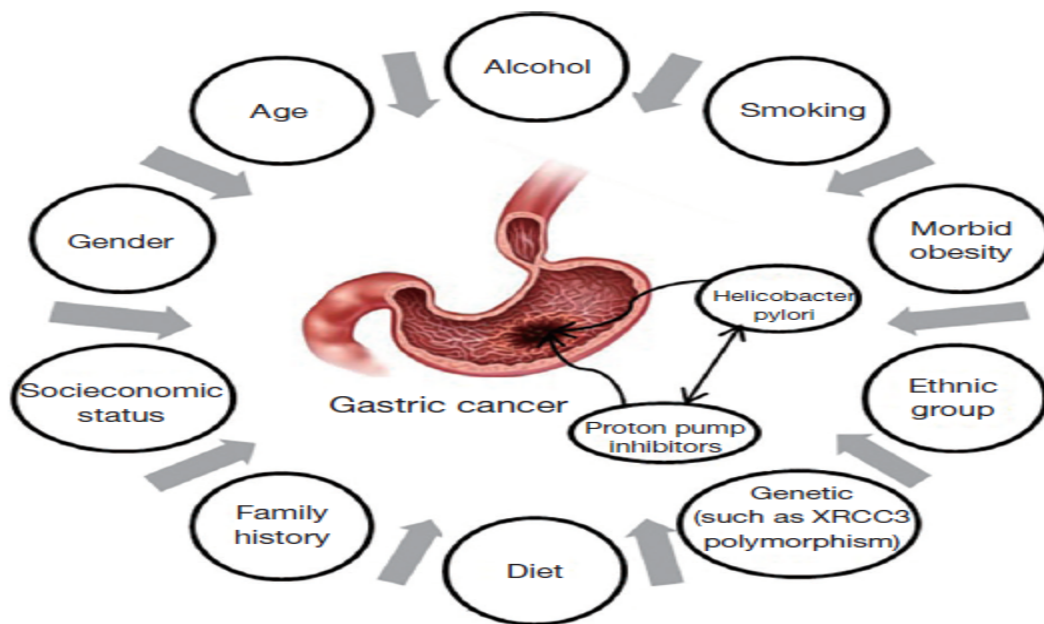 Alcohol
Smoking
Morbid
obesity
Ethnic
group
Genetic
(such as XRCC3
polymorphism)
Diet
Family
history
Socieconomic
status
Gender
Age
Helicobacter
pylori
Proton pump
inhibitors
Gastric cancer